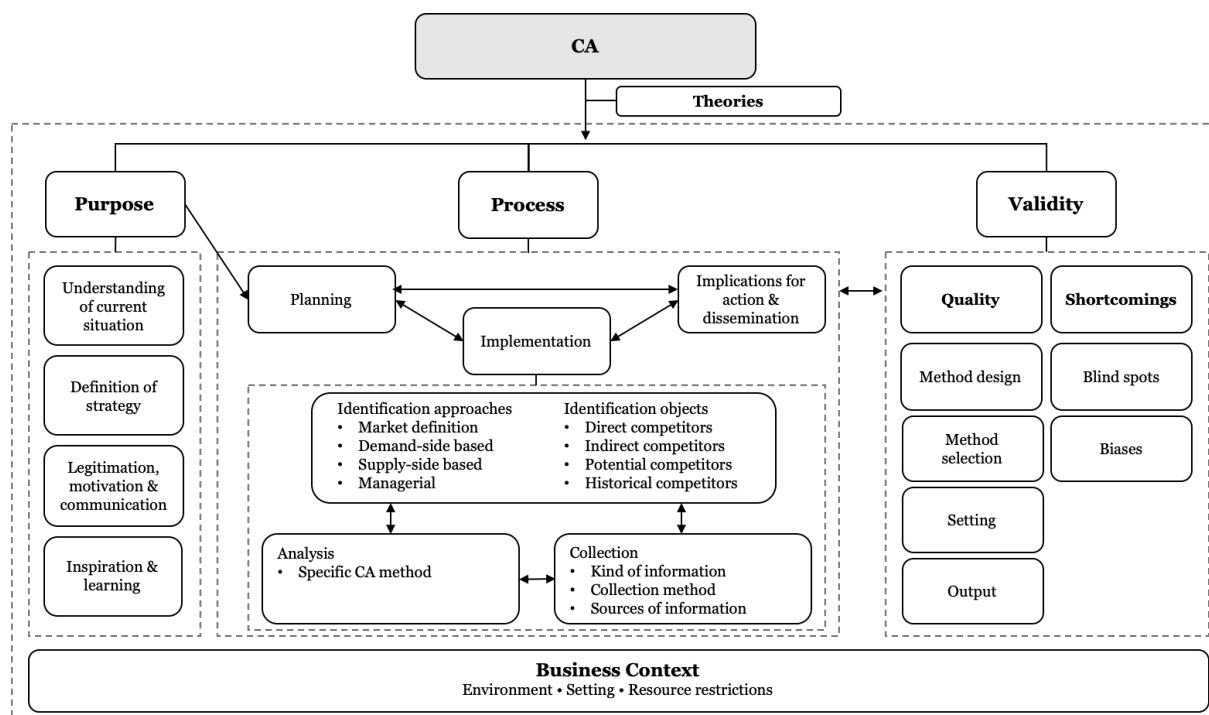 CA
Theories
Purpose
Process
Validity
Understanding
of current
situation
Definition of
strategy
Legitimation,
motivation &
communication
Inspiration &
learning
Planning
Implementation
Implications for
action &
dissemination
Identification approaches
• Market definition
• Demand-side based
• Supply-side based
• Managerial
Identification objects
• Direct competitors
• Indirect competitors
• Potential competitors
• Historical competitors
Analysis
• Specific CA method
Collection
• Kind of information
• Collection method
• Sources of information
Quality
Method design
Method
selection
Setting
Output
Shortcomings
Blind spots
Biases
Business Context
Environment • Setting • Resource restrictions